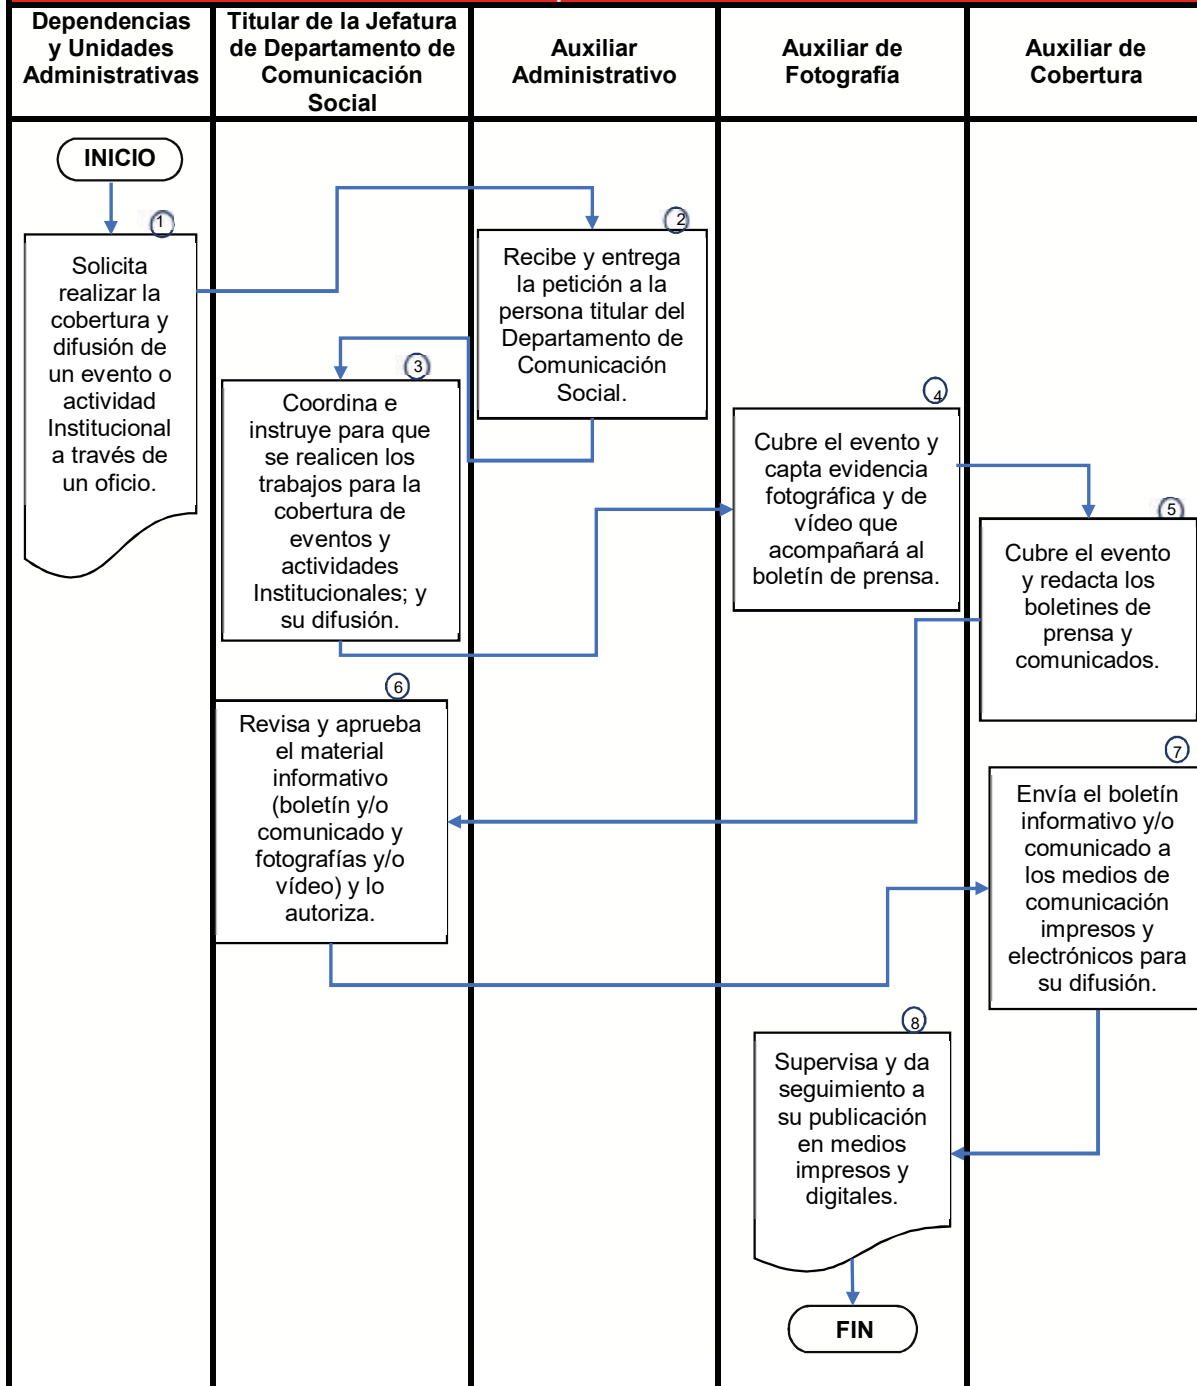 Dependencias
y Unidades
Administrativas
Titular de la Jefatura
de Departamento de
Comunicación
Social
Auxiliar
Administrativo
Auxiliar de
Fotografía
Auxiliar de
Cobertura
INICIO
1
Solicita
realizar la
cobertura y
difusión de
un evento o
actividad
Institucional
a través de
un oficio.
2
Recibe y entrega
la petición a la
persona titular del
Departamento de
Comunicación
Social.
3
Coordina e
instruye para que
se realicen los
trabajos para la
cobertura de
eventos y
actividades
Institucionales; y
su difusión.
4
Cubre el evento y
capta evidencia
fotográfica y de
vídeo que
acompañará al
boletín de prensa.
5
Cubre el evento
y redacta los
boletines de
prensa y
comunicados.
6
Revisa y aprueba
el material
informativo
(boletín y/o
comunicado y
fotografías y/o
vídeo) y lo
autoriza.
7
Envía el boletín
informativo y/o
comunicado a
los medios de
comunicación
impresos y
electrónicos para
su difusión.
8
Supervisa y da
seguimiento a
su publicación
en medios
impresos y
digitales.
FIN